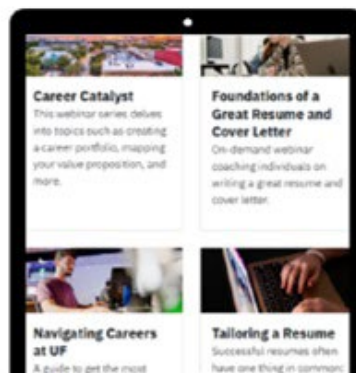 Career Catalyst
This webinar series delves
into topics such as creating
a career portfolio, mapping
your value proposition, and
more.
Foundations of a
Great Resume and
Cover Letter
On-demand webinar
coaching individuals on
writing a great resume and
cover letter.
Navigating Careers
at UF
A guide to get the most
Tailoring a Resume
Successful resumes often
have one thing in common: